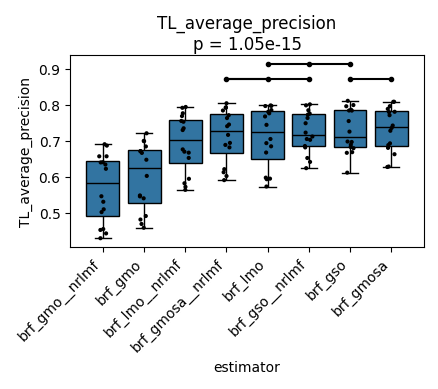 TL_average_precision
p = 1.05e-15
TL_average_precision
0.9
0.8
0.7
0.6
0.5
brf_gmo__nrlmf
brf_gmo
brf_lmo__nrlmf
brf_gmosa__nrlmf
brf_lmo
brf_gso__nrlmf
brf_gso
brf_gmosa
estimator